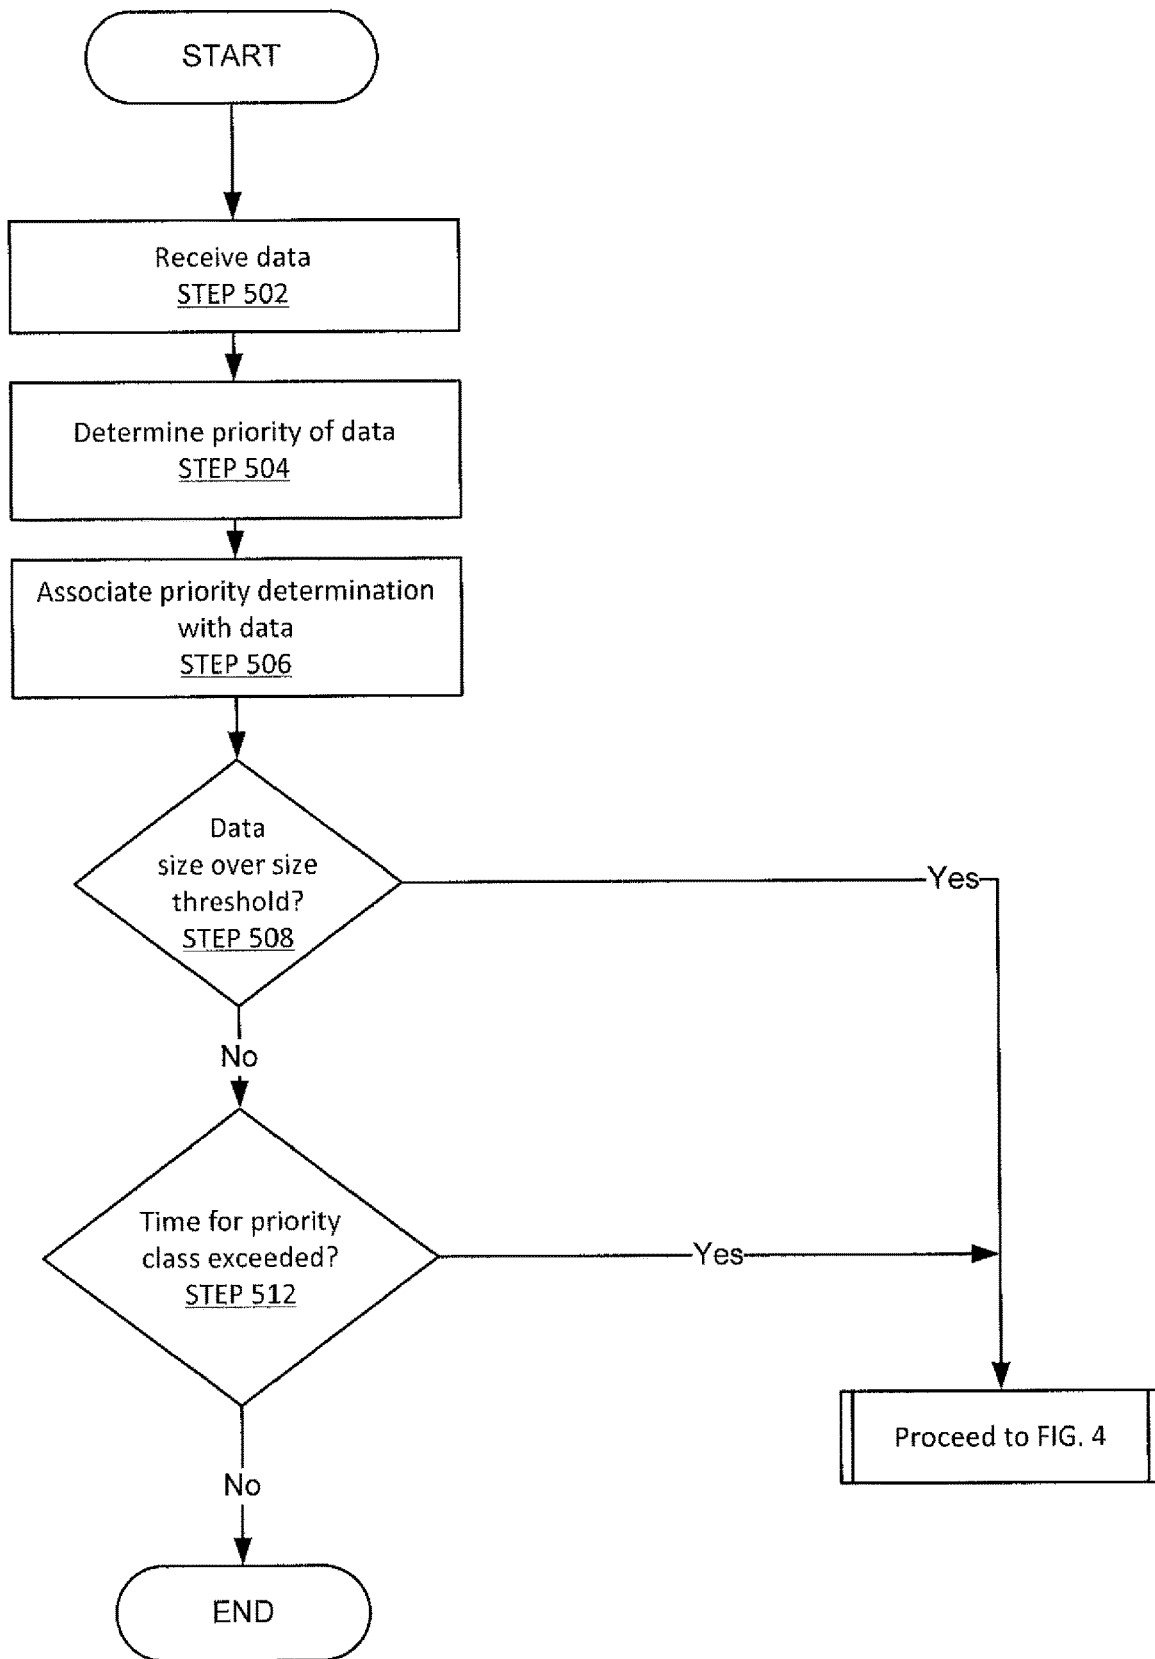 START
Receive data
STEP 502
Determine priority of data
STEP 504
Associate priority determination
with data
STEP 506
Data
size over size
threshold?
STEP 508
Yes
No
Time for priority
class exceeded?
STEP 512
Yes
Proceed to FIG. 4
No
END